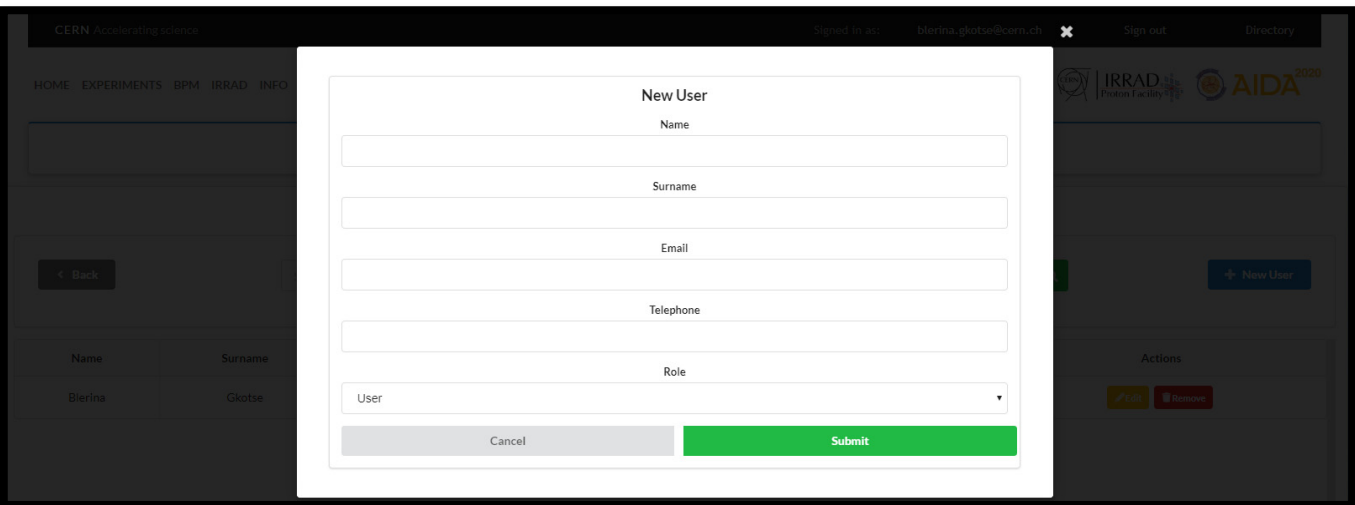 CERN Accelerating science
Signed in as: blerina.gkotse@cern.ch Sign out Directory
HOME EXPERIMENTS BPM IRRAD INFO
CERN IRRAD Proton Facility AIDA 2020
New User
Name
Surname
Email
Telephone
Role
User
Cancel Submit
< Back
+ New User
Name Surname Actions
Blerina Gkotse Edit Remove